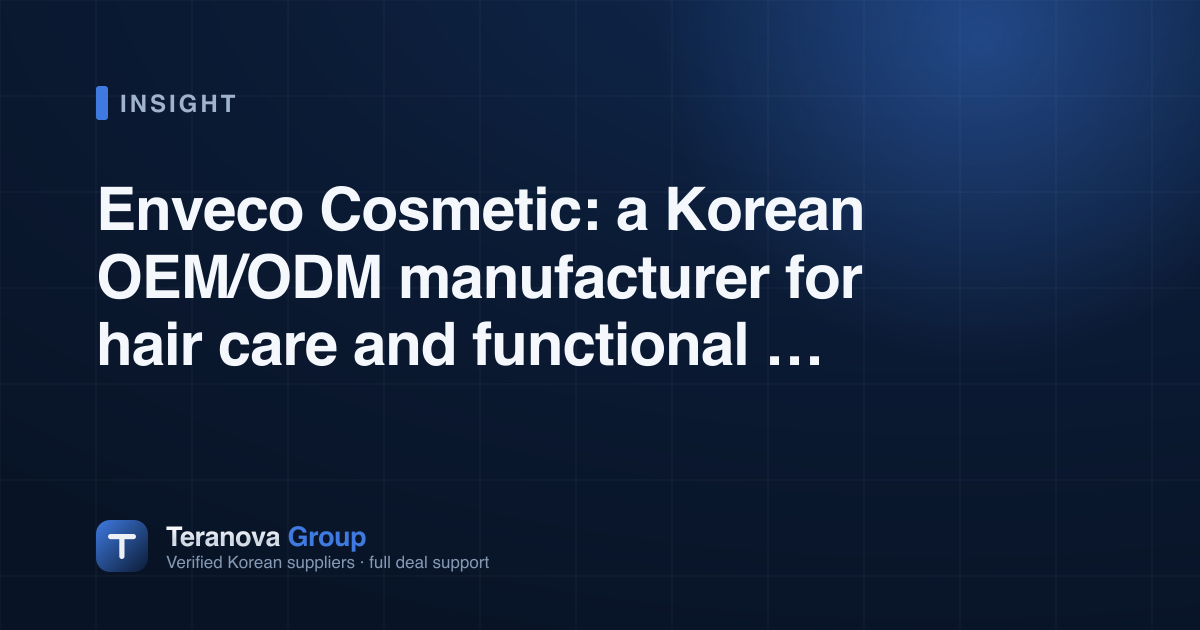 INSIGHT
Enveco Cosmetic: a Korean
OEM/ODM manufacturer for
hair care and functional …
Teranova Group
Verified Korean suppliers · full deal support